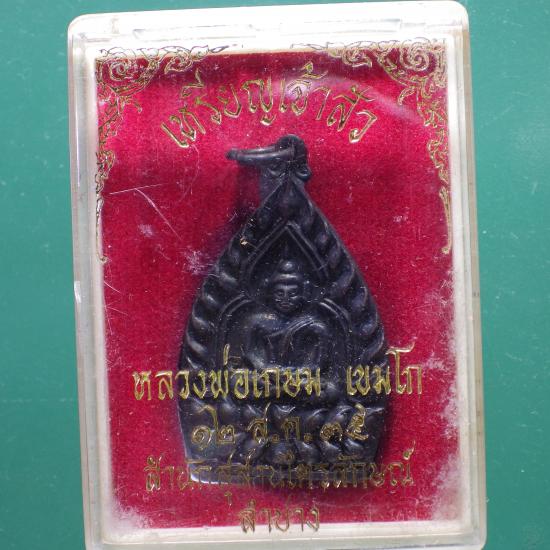 เหรียญเจ้าสัว
หลวงพ่อเกษม เขมโก
๑๒ ส.ค. ๓๕
สำนักสุสานไตรลักษณ์
ลำปาง